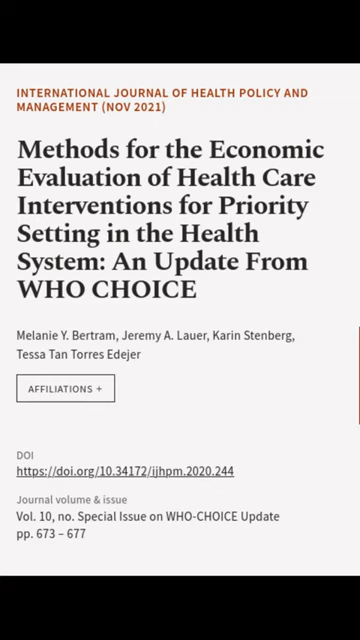 INTERNATIONAL JOURNAL OF HEALTH POLICY AND
MANAGEMENT (NOV 2021)
Methods for the Economic
Evaluation of Health Care
Interventions for Priority
Setting in the Health
System: An Update From
WHO CHOICE
Melanie Y. Bertram, Jeremy A. Lauer, Karin Stenberg,
Tessa Tan Torres Edejer
AFFILIATIONS +
DOI
https://doi.org/10.34172/ijhpm.2020.244
Journal volume & issue
Vol. 10, no. Special Issue on WHO-CHOICE Update
pp. 673 – 677